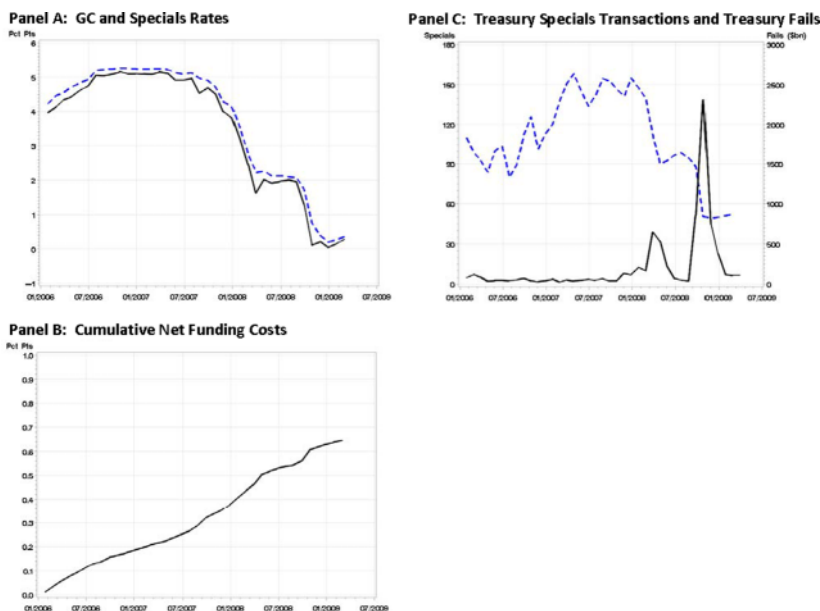 Panel A: GC and Specials Rates
Pct Pts
6
5
4
3
2
1
0
−1
01/2006 07/2006 01/2007 07/2007 01/2008 07/2008 01/2009 07/2009
Panel C: Treasury Specials Transactions and Treasury Fails
Specials Fails ($bn)
180 3000
150 2500
120 2000
90 1500
60 1000
30 500
0 0
01/2006 07/2006 01/2007 07/2007 01/2008 07/2008 01/2009 07/2009
Panel B: Cumulative Net Funding Costs
Pct Pts
1.0
0.9
0.8
0.7
0.6
0.5
0.4
0.3
0.2
0.1
0.0
01/2006 07/2006 01/2007 07/2007 01/2008 07/2008 01/2009 07/2009